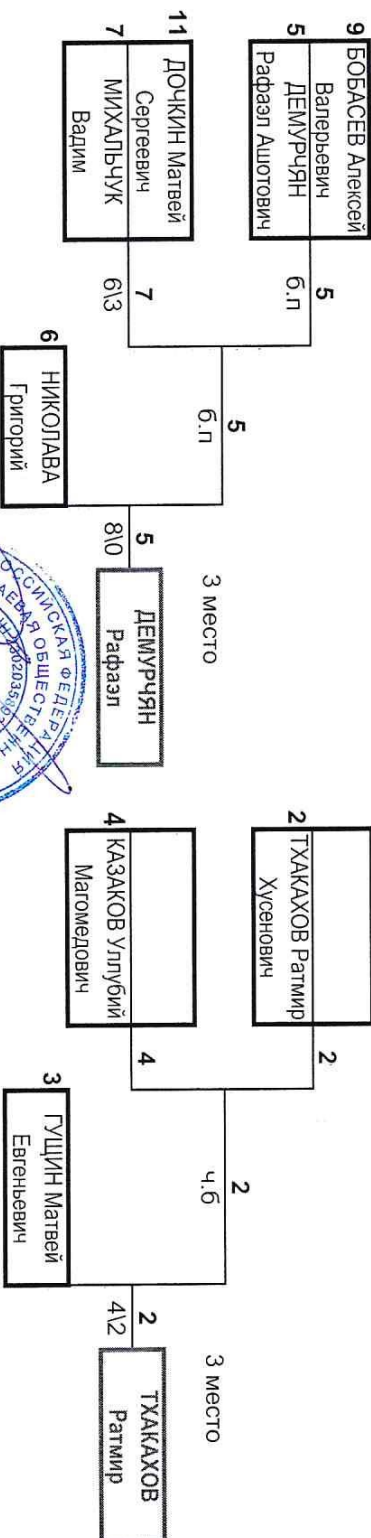 9 БОБАСЕВ Алексей
Валерьевич
5 ДЕМУРЧЯН
Рафаэл Ашотович
5
б.п
11 ДОЧКИН Матвей
Сергеевич
7 МИХАЛЬЧУК
Вадим
7
6\3
5
б.п
6 НИКОЛАВА
Григорий
5
8\0
3 место
ДЕМУРЧЯН
Рафаэл
2 ТХАКАХОВ Ратмир
Хусенович
2
4 КАЗАКОВ Уллубий
Магомедович
4
2
ч.б
3 ГУЩИН Матвей
Евгеньевич
2
4\2
3 место
ТХАКАХОВ
Ратмир
РОССИЙСКАЯ ФЕДЕРАЦИЯ